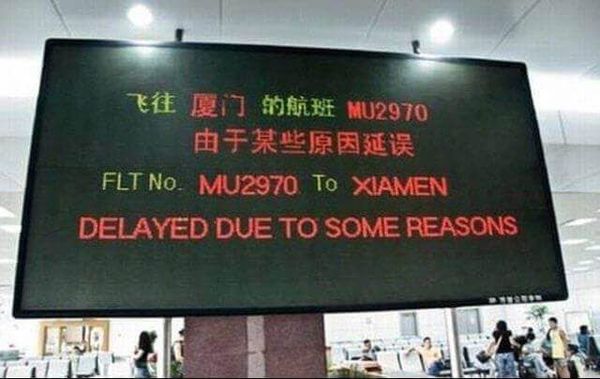 飞往 厦门 的航班 MU2970
由于某些原因延误
FLT No. MU2970 To XIAMEN
DELAYED DUE TO SOME REASONS